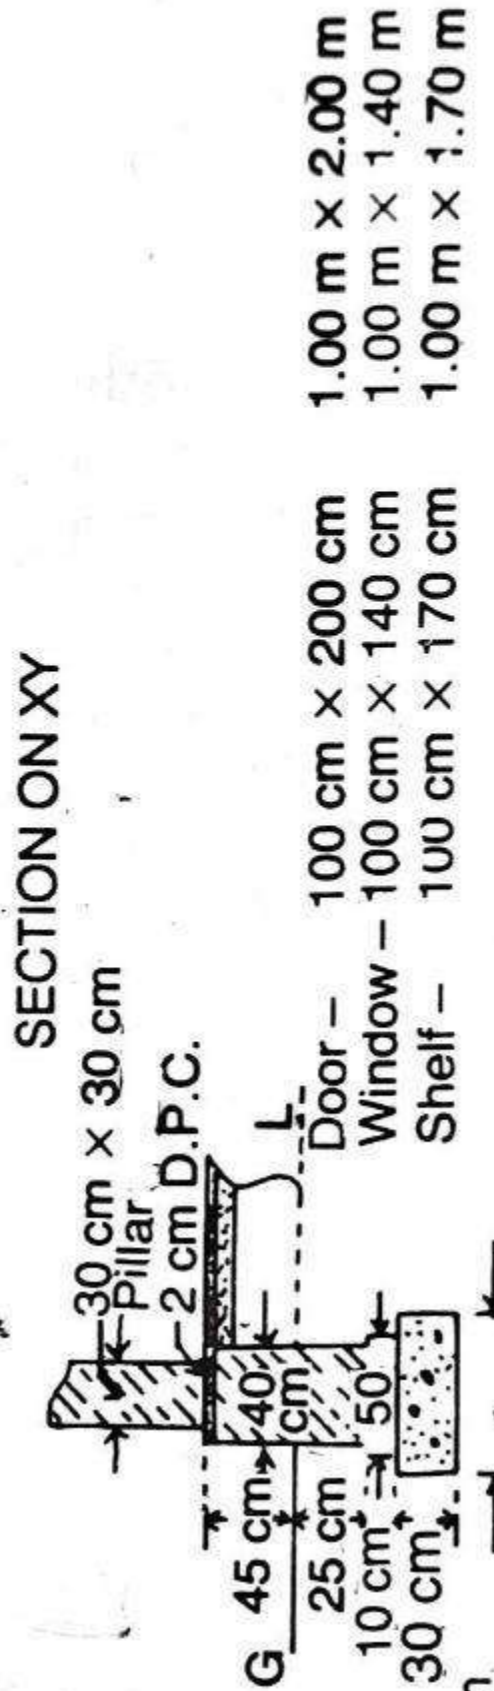 SECTION ON XY
30 cm × 30 cm
Pillar
2 cm D.P.C.
45 cm
40
cm
G
L
25 cm
50
10 cm
30 cm
Door – 100 cm × 200 cm 1.00 m × 2.00 m
Window – 100 cm × 140 cm 1.00 m × 1.40 m
Shelf – 100 cm × 170 cm 1.00 m × 1.70 m